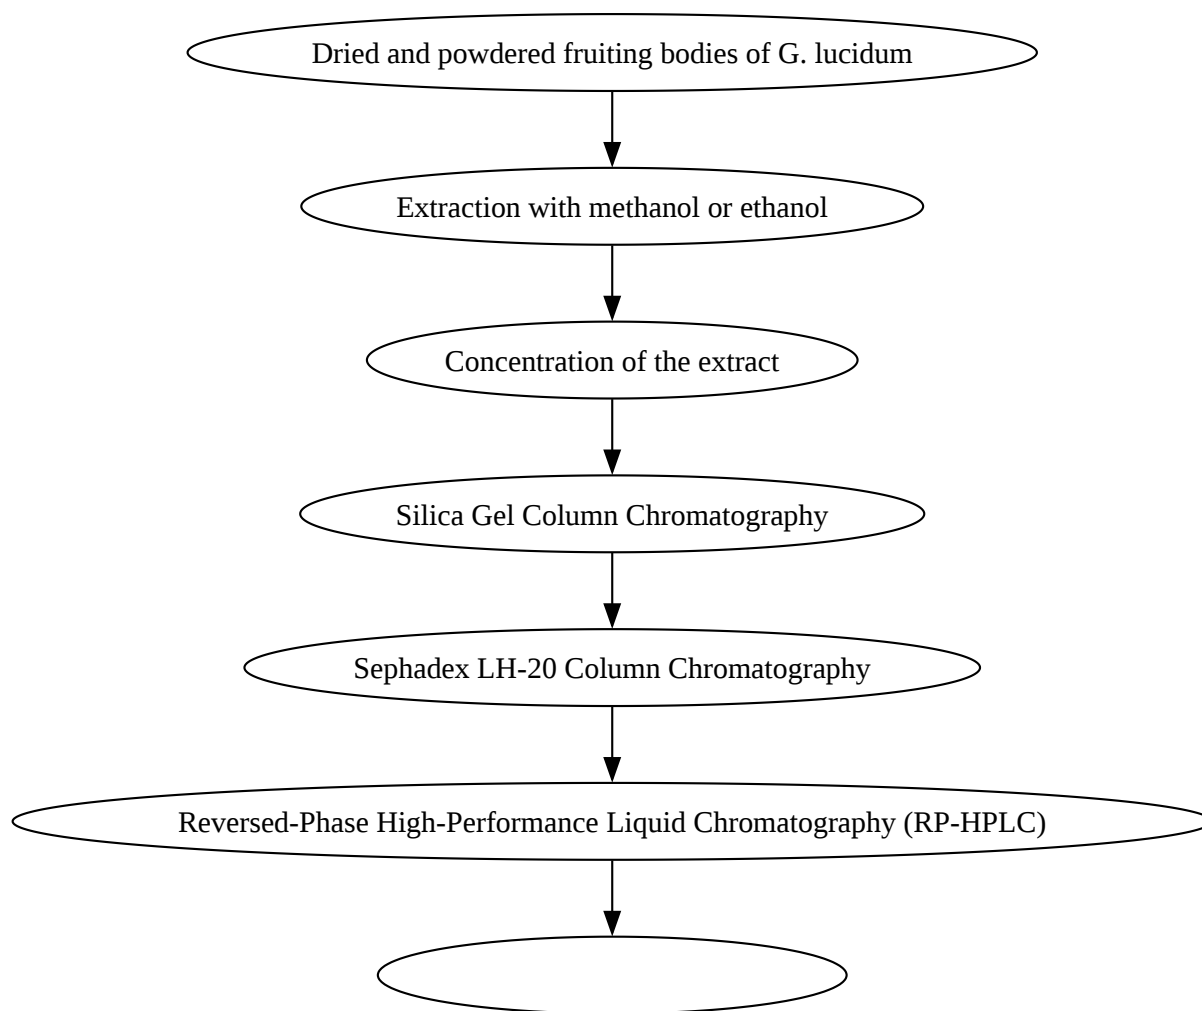 Dried and powdered fruiting bodies of G. lucidum
Extraction with methanol or ethanol
Concentration of the extract
Silica Gel Column Chromatography
Sephadex LH-20 Column Chromatography
Reversed-Phase High-Performance Liquid Chromatography (RP-HPLC)